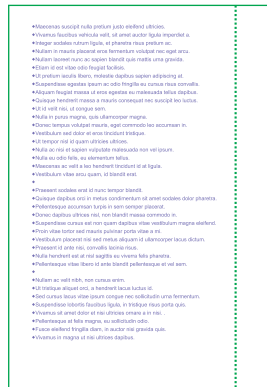 +Maecenas suscipit nulla pretium justo eleifend ultricies.
+Vivamus faucibus vehicula velit, sit amet auctor ligula imperdiet a.
+Integer sodales rutrum ligula, et pharetra risus pretium ac.
+Nullam in mauris placerat eros fermentum volutpat nec eget arcu.
+Nullam laoreet nunc ac sapien blandit quis mattis urna gravida.
+Etiam id est vitae odio feugiat facilisis.
+Ut pretium iaculis libero, molestie dapibus sapien adipiscing at.
+Suspendisse egestas ipsum ac odio fringilla eu cursus risus convallis.
+Aliquam feugiat massa ut eros egestas eu malesuada tellus dapibus.
+Quisque hendrerit massa a mauris consequat nec suscipit leo luctus.
+Ut id velit nisi, ut congue sem.
+Nulla in purus magna, quis ullamcorper magna.
+Donec tempus volutpat mauris, eget commodo leo accumsan in.
+Vestibulum sed dolor et eros tincidunt tristique.
+Ut tempor nisl id quam ultricies ultrices.
+Nulla ac nisl et sapien vulputate malesuada non vel ipsum.
+Nulla eu odio felis, eu elementum tellus.
+Maecenas ac velit a leo hendrerit tincidunt id at ligula.
+Vestibulum vitae arcu quam, id blandit erat.
+
+Praesent sodales erat id nunc tempor blandit.
+Quisque dapibus orci in metus condimentum sit amet sodales dolor pharetra.
+Pellentesque accumsan turpis in sem semper placerat.
+Donec dapibus ultrices nisl, non blandit massa commodo in.
+Suspendisse cursus est non quam dapibus vitae vestibulum magna eleifend.
+Proin vitae tortor sed mauris pulvinar porta vitae a mi.
+Vestibulum placerat nisl sed metus aliquam id ullamcorper lacus dictum.
+Praesent id ante nisi, convallis lacinia risus.
+Nulla hendrerit est at nisl sagittis eu viverra felis pharetra.
+Pellentesque vitae libero id ante blandit pellentesque et vel sem.
+
+Nullam ac velit nibh, non cursus enim.
+Ut tristique aliquet orci, a hendrerit lacus luctus id.
+Sed cursus lacus vitae ipsum congue nec sollicitudin urna fermentum.
+Suspendisse lobortis faucibus ligula, in tristique risus porta quis.
+Vivamus a dolor et nisi ultricies ornare a in nisi.
+Pellentesque at felis magna, eu sollicitudin odio.
+Fusce eleifend fringilla diam, in auctor nisl gravida quis.
+Vivamus in magna ut nisi ultrices dapibus.